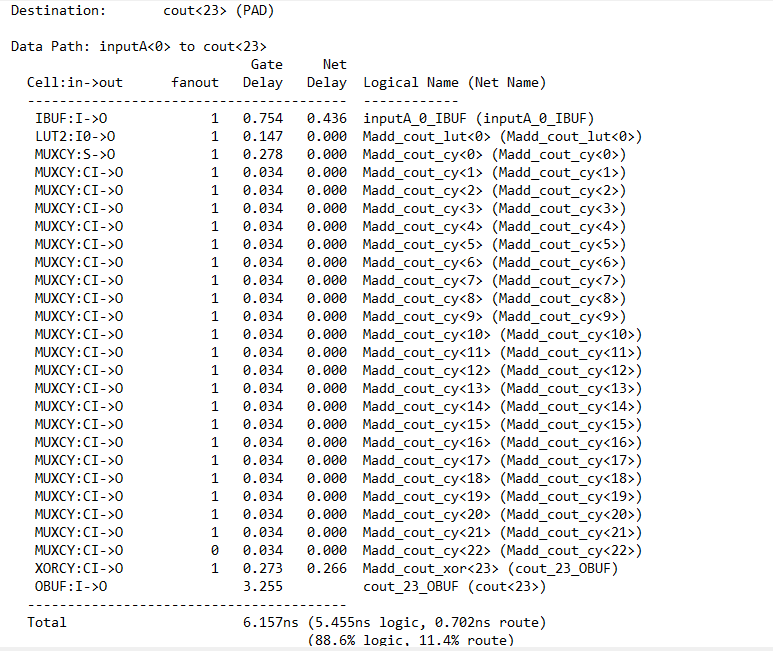 Destination:       cout<23> (PAD)
Data Path: inputA<0> to cout<23>
                              Gate     Net
  Cell:in->out      fanout   Delay   Delay  Logical Name (Net Name)
  ----------------------------------------  ------------
   IBUF:I->O             1   0.754   0.436  inputA_0_IBUF (inputA_0_IBUF)
   LUT2:I0->O            1   0.147   0.000  Madd_cout_lut<0> (Madd_cout_lut<0>)
   MUXCY:S->O            1   0.278   0.000  Madd_cout_cy<0> (Madd_cout_cy<0>)
   MUXCY:CI->O           1   0.034   0.000  Madd_cout_cy<1> (Madd_cout_cy<1>)
   MUXCY:CI->O           1   0.034   0.000  Madd_cout_cy<2> (Madd_cout_cy<2>)
   MUXCY:CI->O           1   0.034   0.000  Madd_cout_cy<3> (Madd_cout_cy<3>)
   MUXCY:CI->O           1   0.034   0.000  Madd_cout_cy<4> (Madd_cout_cy<4>)
   MUXCY:CI->O           1   0.034   0.000  Madd_cout_cy<5> (Madd_cout_cy<5>)
   MUXCY:CI->O           1   0.034   0.000  Madd_cout_cy<6> (Madd_cout_cy<6>)
   MUXCY:CI->O           1   0.034   0.000  Madd_cout_cy<7> (Madd_cout_cy<7>)
   MUXCY:CI->O           1   0.034   0.000  Madd_cout_cy<8> (Madd_cout_cy<8>)
   MUXCY:CI->O           1   0.034   0.000  Madd_cout_cy<9> (Madd_cout_cy<9>)
   MUXCY:CI->O           1   0.034   0.000  Madd_cout_cy<10> (Madd_cout_cy<10>)
   MUXCY:CI->O           1   0.034   0.000  Madd_cout_cy<11> (Madd_cout_cy<11>)
   MUXCY:CI->O           1   0.034   0.000  Madd_cout_cy<12> (Madd_cout_cy<12>)
   MUXCY:CI->O           1   0.034   0.000  Madd_cout_cy<13> (Madd_cout_cy<13>)
   MUXCY:CI->O           1   0.034   0.000  Madd_cout_cy<14> (Madd_cout_cy<14>)
   MUXCY:CI->O           1   0.034   0.000  Madd_cout_cy<15> (Madd_cout_cy<15>)
   MUXCY:CI->O           1   0.034   0.000  Madd_cout_cy<16> (Madd_cout_cy<16>)
   MUXCY:CI->O           1   0.034   0.000  Madd_cout_cy<17> (Madd_cout_cy<17>)
   MUXCY:CI->O           1   0.034   0.000  Madd_cout_cy<18> (Madd_cout_cy<18>)
   MUXCY:CI->O           1   0.034   0.000  Madd_cout_cy<19> (Madd_cout_cy<19>)
   MUXCY:CI->O           1   0.034   0.000  Madd_cout_cy<20> (Madd_cout_cy<20>)
   MUXCY:CI->O           1   0.034   0.000  Madd_cout_cy<21> (Madd_cout_cy<21>)
   MUXCY:CI->O           0   0.034   0.000  Madd_cout_cy<22> (Madd_cout_cy<22>)
   XORCY:CI->O           1   0.273   0.266  Madd_cout_xor<23> (cout_23_OBUF)
   OBUF:I->O                 3.255          cout_23_OBUF (cout<23>)
  ----------------------------------------
  Total                      6.157ns (5.455ns logic, 0.702ns route)
                                     (88.6% logic, 11.4% route)